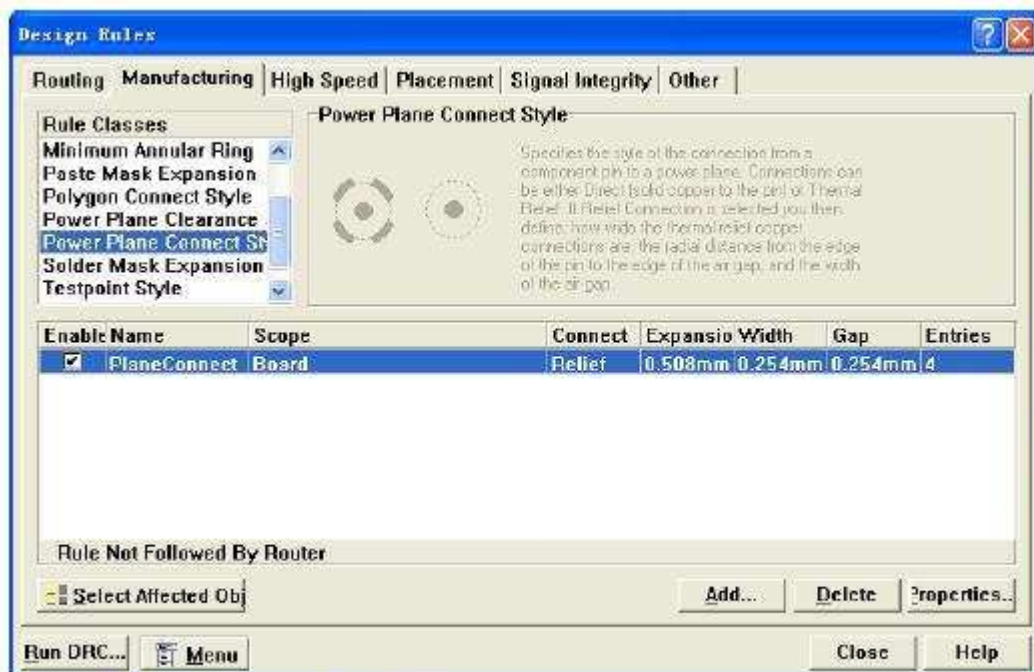 Design Rules
Routing Manufacturing High Speed Placement Signal Integrity Other
Rule Classes
Minimum Annular Ring
Paste Mask Expansion
Polygon Connect Style
Power Plane Clearance
Power Plane Connect St
Solder Mask Expansion
Testpoint Style
Power Plane Connect Style
Specifies the style of the connection from a
component pin to a power plane. Connections can
be either Direct (solid copper to the pin) or Thermal
Relief. If Relief Connection is selected you then
define: how wide the thermal relief copper
connections are, the radial distance from the edge
of the pin to the edge of the air gap, and the width
of the air gap.
Enable Name Scope Connect Expansio Width Gap Entries
PlaneConnect Board Relief 0.508mm 0.254mm 0.254mm 4
Rule Not Followed By Router
Select Affected Obj Add... Delete Properties..
Run DRC... Menu Close Help